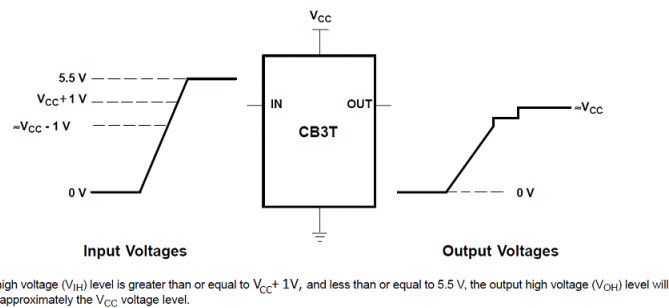 VCC
5.5 V
VCC+1 V
≈VCC - 1 V
0 V
IN
OUT
CB3T
≈VCC
0 V
Input Voltages
Output Voltages
high voltage (VIH) level is greater than or equal to VCC+ 1V, and less than or equal to 5.5 V, the output high voltage (VOH) level will
approximately the VCC voltage level.